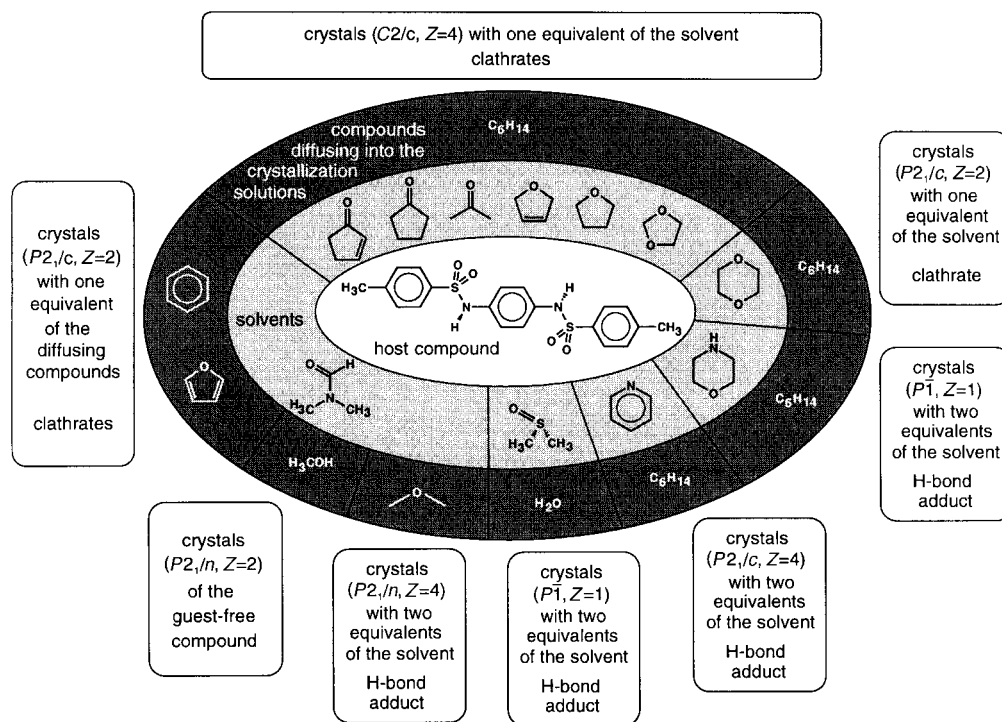 crystals (C2/c, Z=4) with one equivalent of the solvent
clathrates
compounds
diffusing into the
crystallization
solutions
C₆H₁₄
crystals
(P2₁/c, Z=2)
with one
equivalent
of the solvent
clathrate
crystals
(P2₁/c, Z=2)
with one
equivalent
of the
diffusing
compounds
clathrates
O
O
O
O
O
O
O
C₆H₁₄
O
O
solvents
CH₃
O
O
S
N
H
H
N
S
O
O
CH₃
host compound
H
N
O
C₆H₁₄
crystals
(P1̅, Z=1)
with two
equivalents
of the solvent
H-bond
adduct
O
O
H
N
H₃C
CH₃
O
S
H₃C
CH₃
N
C₆H₁₄
H₃COH
O
H₂O
crystals
(P2₁/n, Z=2)
of the
guest-free
compound
crystals
(P2₁/n, Z=4)
with two
equivalents
of the solvent
H-bond
adduct
crystals
(P1̅, Z=1)
with two
equivalents
of the solvent
H-bond
adduct
crystals
(P2₁/c, Z=4)
with two
equivalents
of the solvent
H-bond
adduct